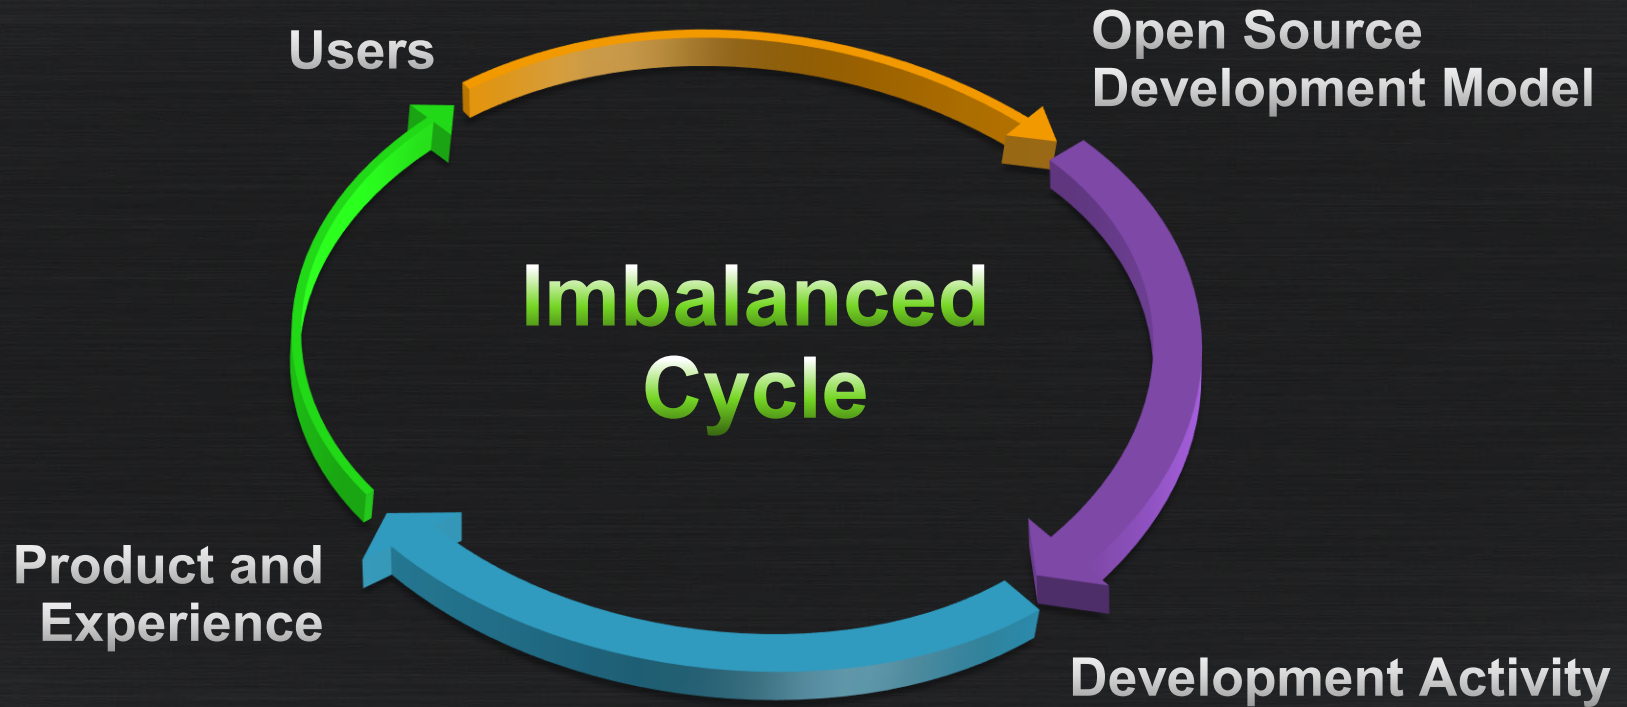 Users
Open Source
Development Model
Imbalanced
Cycle
Product and
Experience
Development Activity